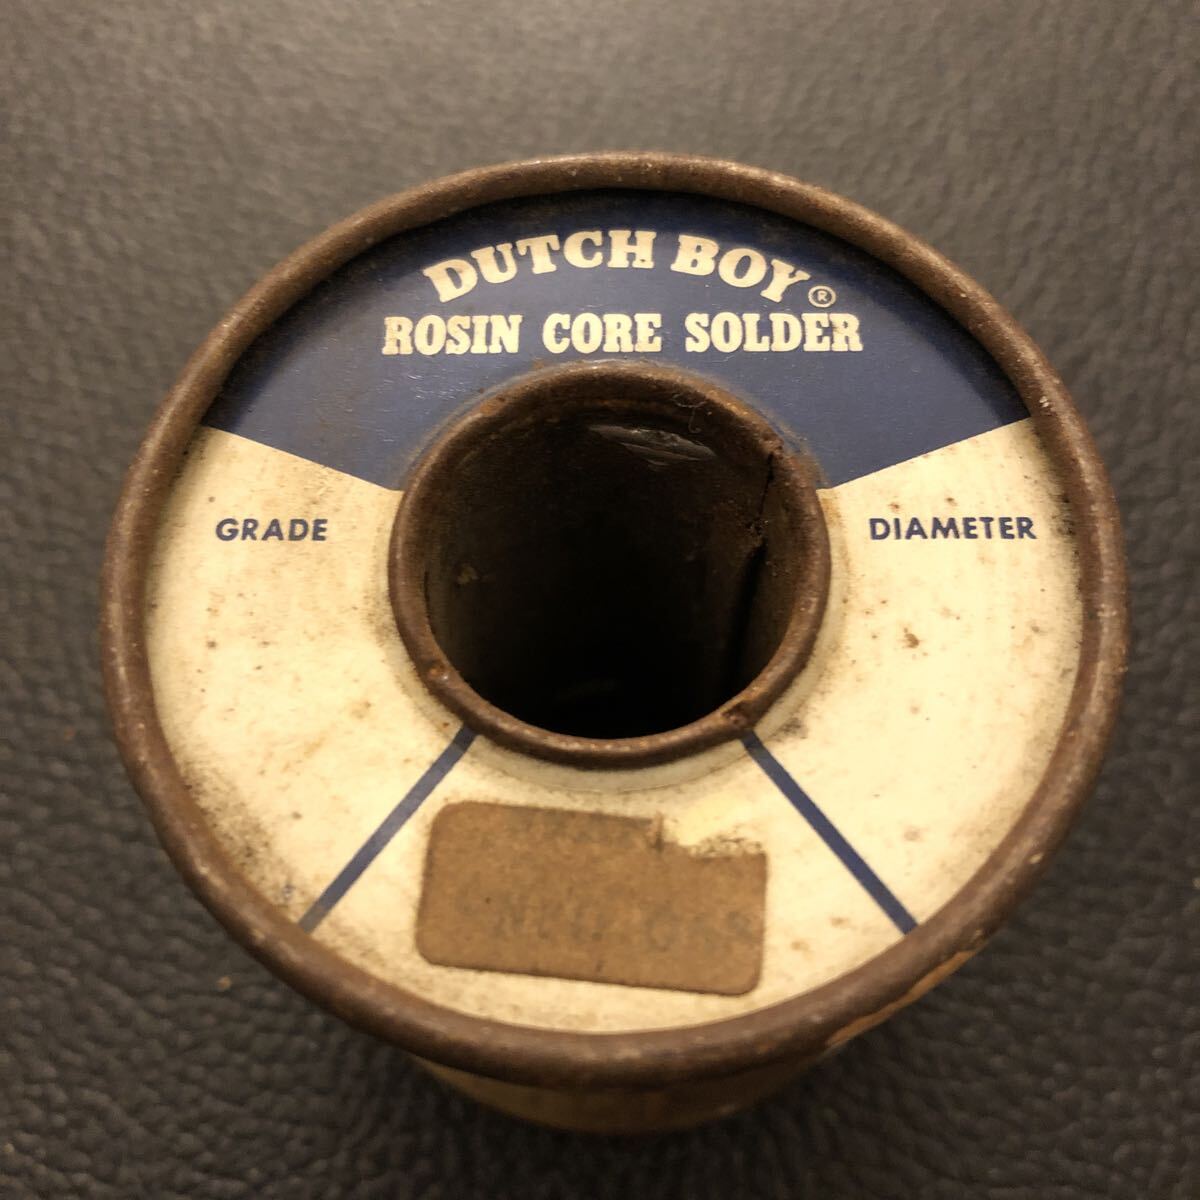 DUTCH BOY®
ROSIN CORE SOLDER
GRADE
DIAMETER